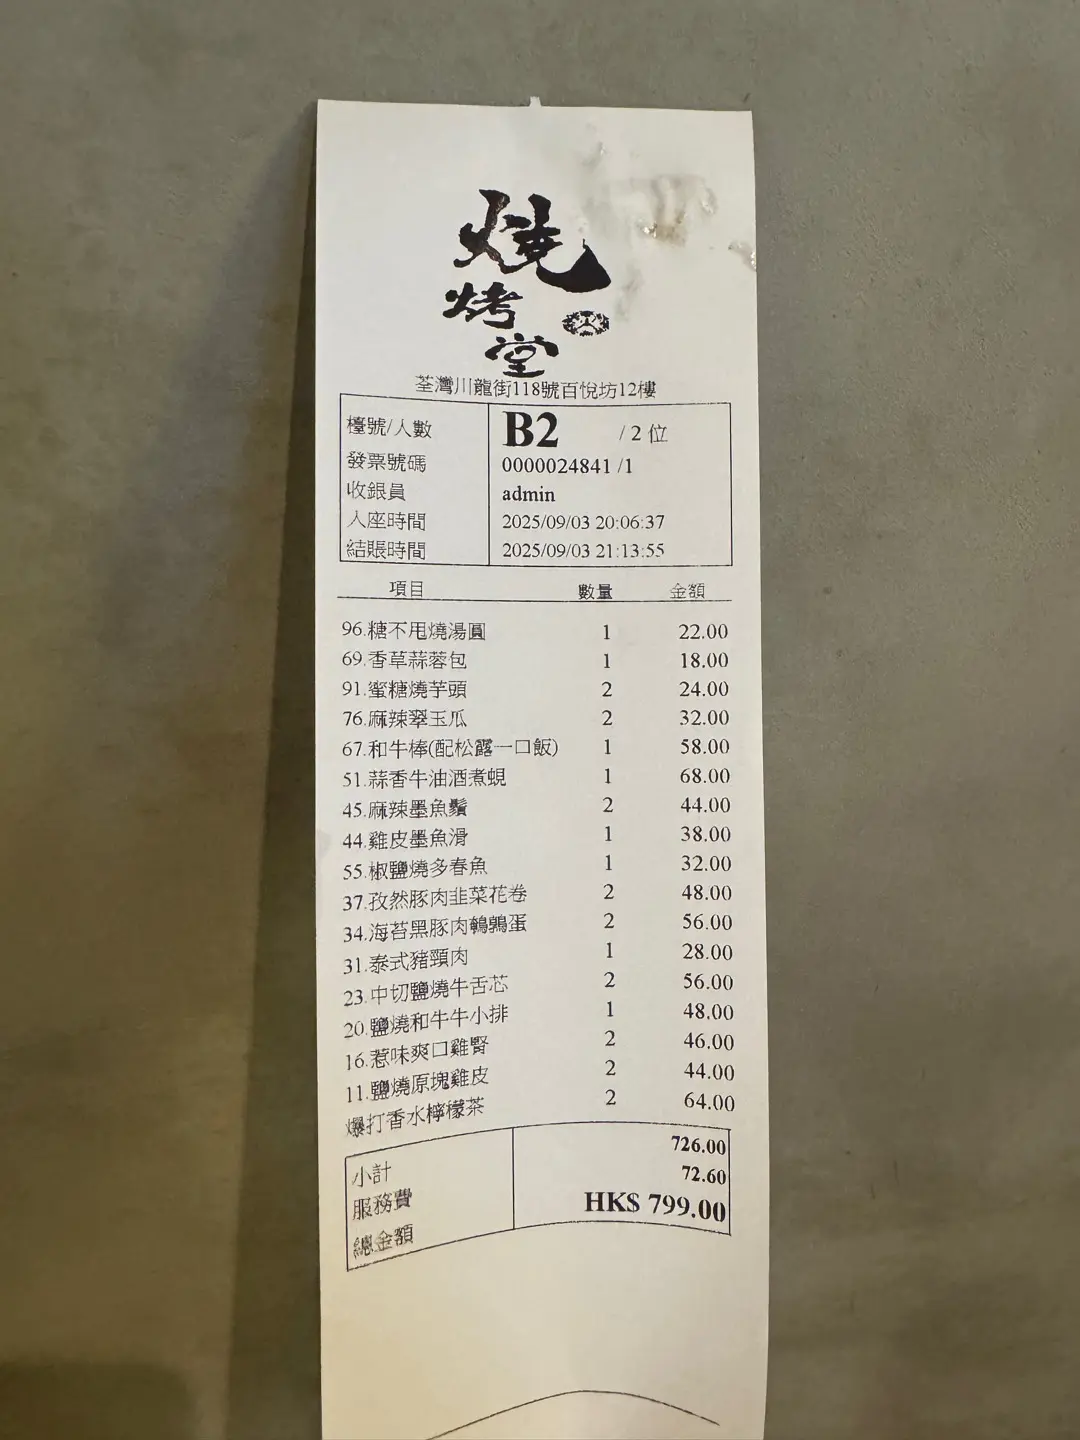 燒
烤
堂
荃灣川龍街118號百悅坊12樓
檯號/人數 B2 / 2 位
發票號碼 0000024841 /1
收銀員 admin
入座時間 2025/09/03 20:06:37
結賬時間 2025/09/03 21:13:55
項目 數量 金額
96.糖不甩燒湯圓 1 22.00
69.香草蒜蓉包 1 18.00
91.蜜糖燒芋頭 2 24.00
76.麻辣翠玉瓜 2 32.00
67.和牛棒(配松露一口飯) 1 58.00
51.蒜香牛油酒煮蜆 1 68.00
45.麻辣墨魚鬚 2 44.00
44.雞皮墨魚滑 1 38.00
55.椒鹽燒多春魚 1 32.00
37.孜然豚肉韭菜花卷 2 48.00
34.海苔黑豚肉鵪鶉蛋 2 56.00
31.泰式豬頸肉 1 28.00
23.中切鹽燒牛舌芯 2 56.00
20.鹽燒和牛牛小排 1 48.00
16.惹味爽口雞腎 2 46.00
11.鹽燒原塊雞皮 2 44.00
爆打香水檸檬茶 2 64.00
小計 726.00
服務費 72.60
總金額 HK$ 799.00